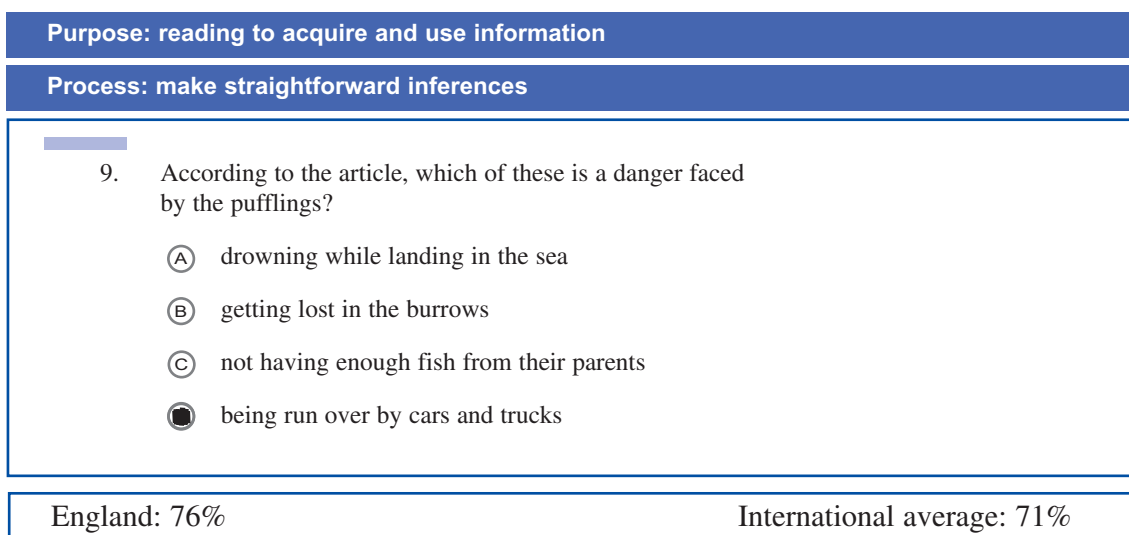 Purpose: reading to acquire and use information
Process: make straightforward inferences
9. According to the article, which of these is a danger faced
by the pufflings?
A drowning while landing in the sea
B getting lost in the burrows
C not having enough fish from their parents
being run over by cars and trucks
England: 76% International average: 71%